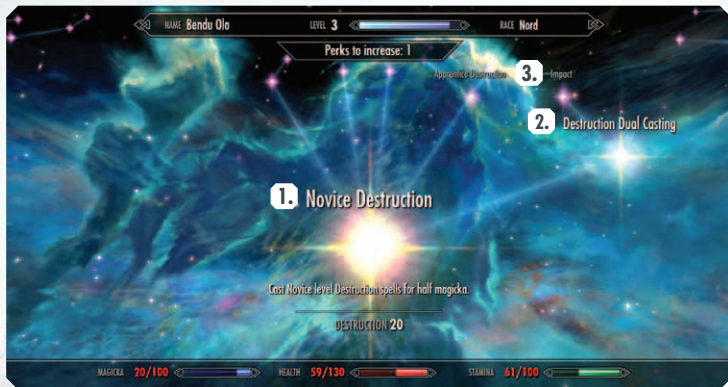 NAME Bendu Olo LEVEL 3 RACE Nord
Perks to increase: 1
Apprentice Destruction 3. Impact
2. Destruction Dual Casting
1. Novice Destruction
Cast Novice level Destruction spells for half magicka.
DESTRUCTION 20
MAGICKA 20/100 HEALTH 59/130 STAMINA 61/100